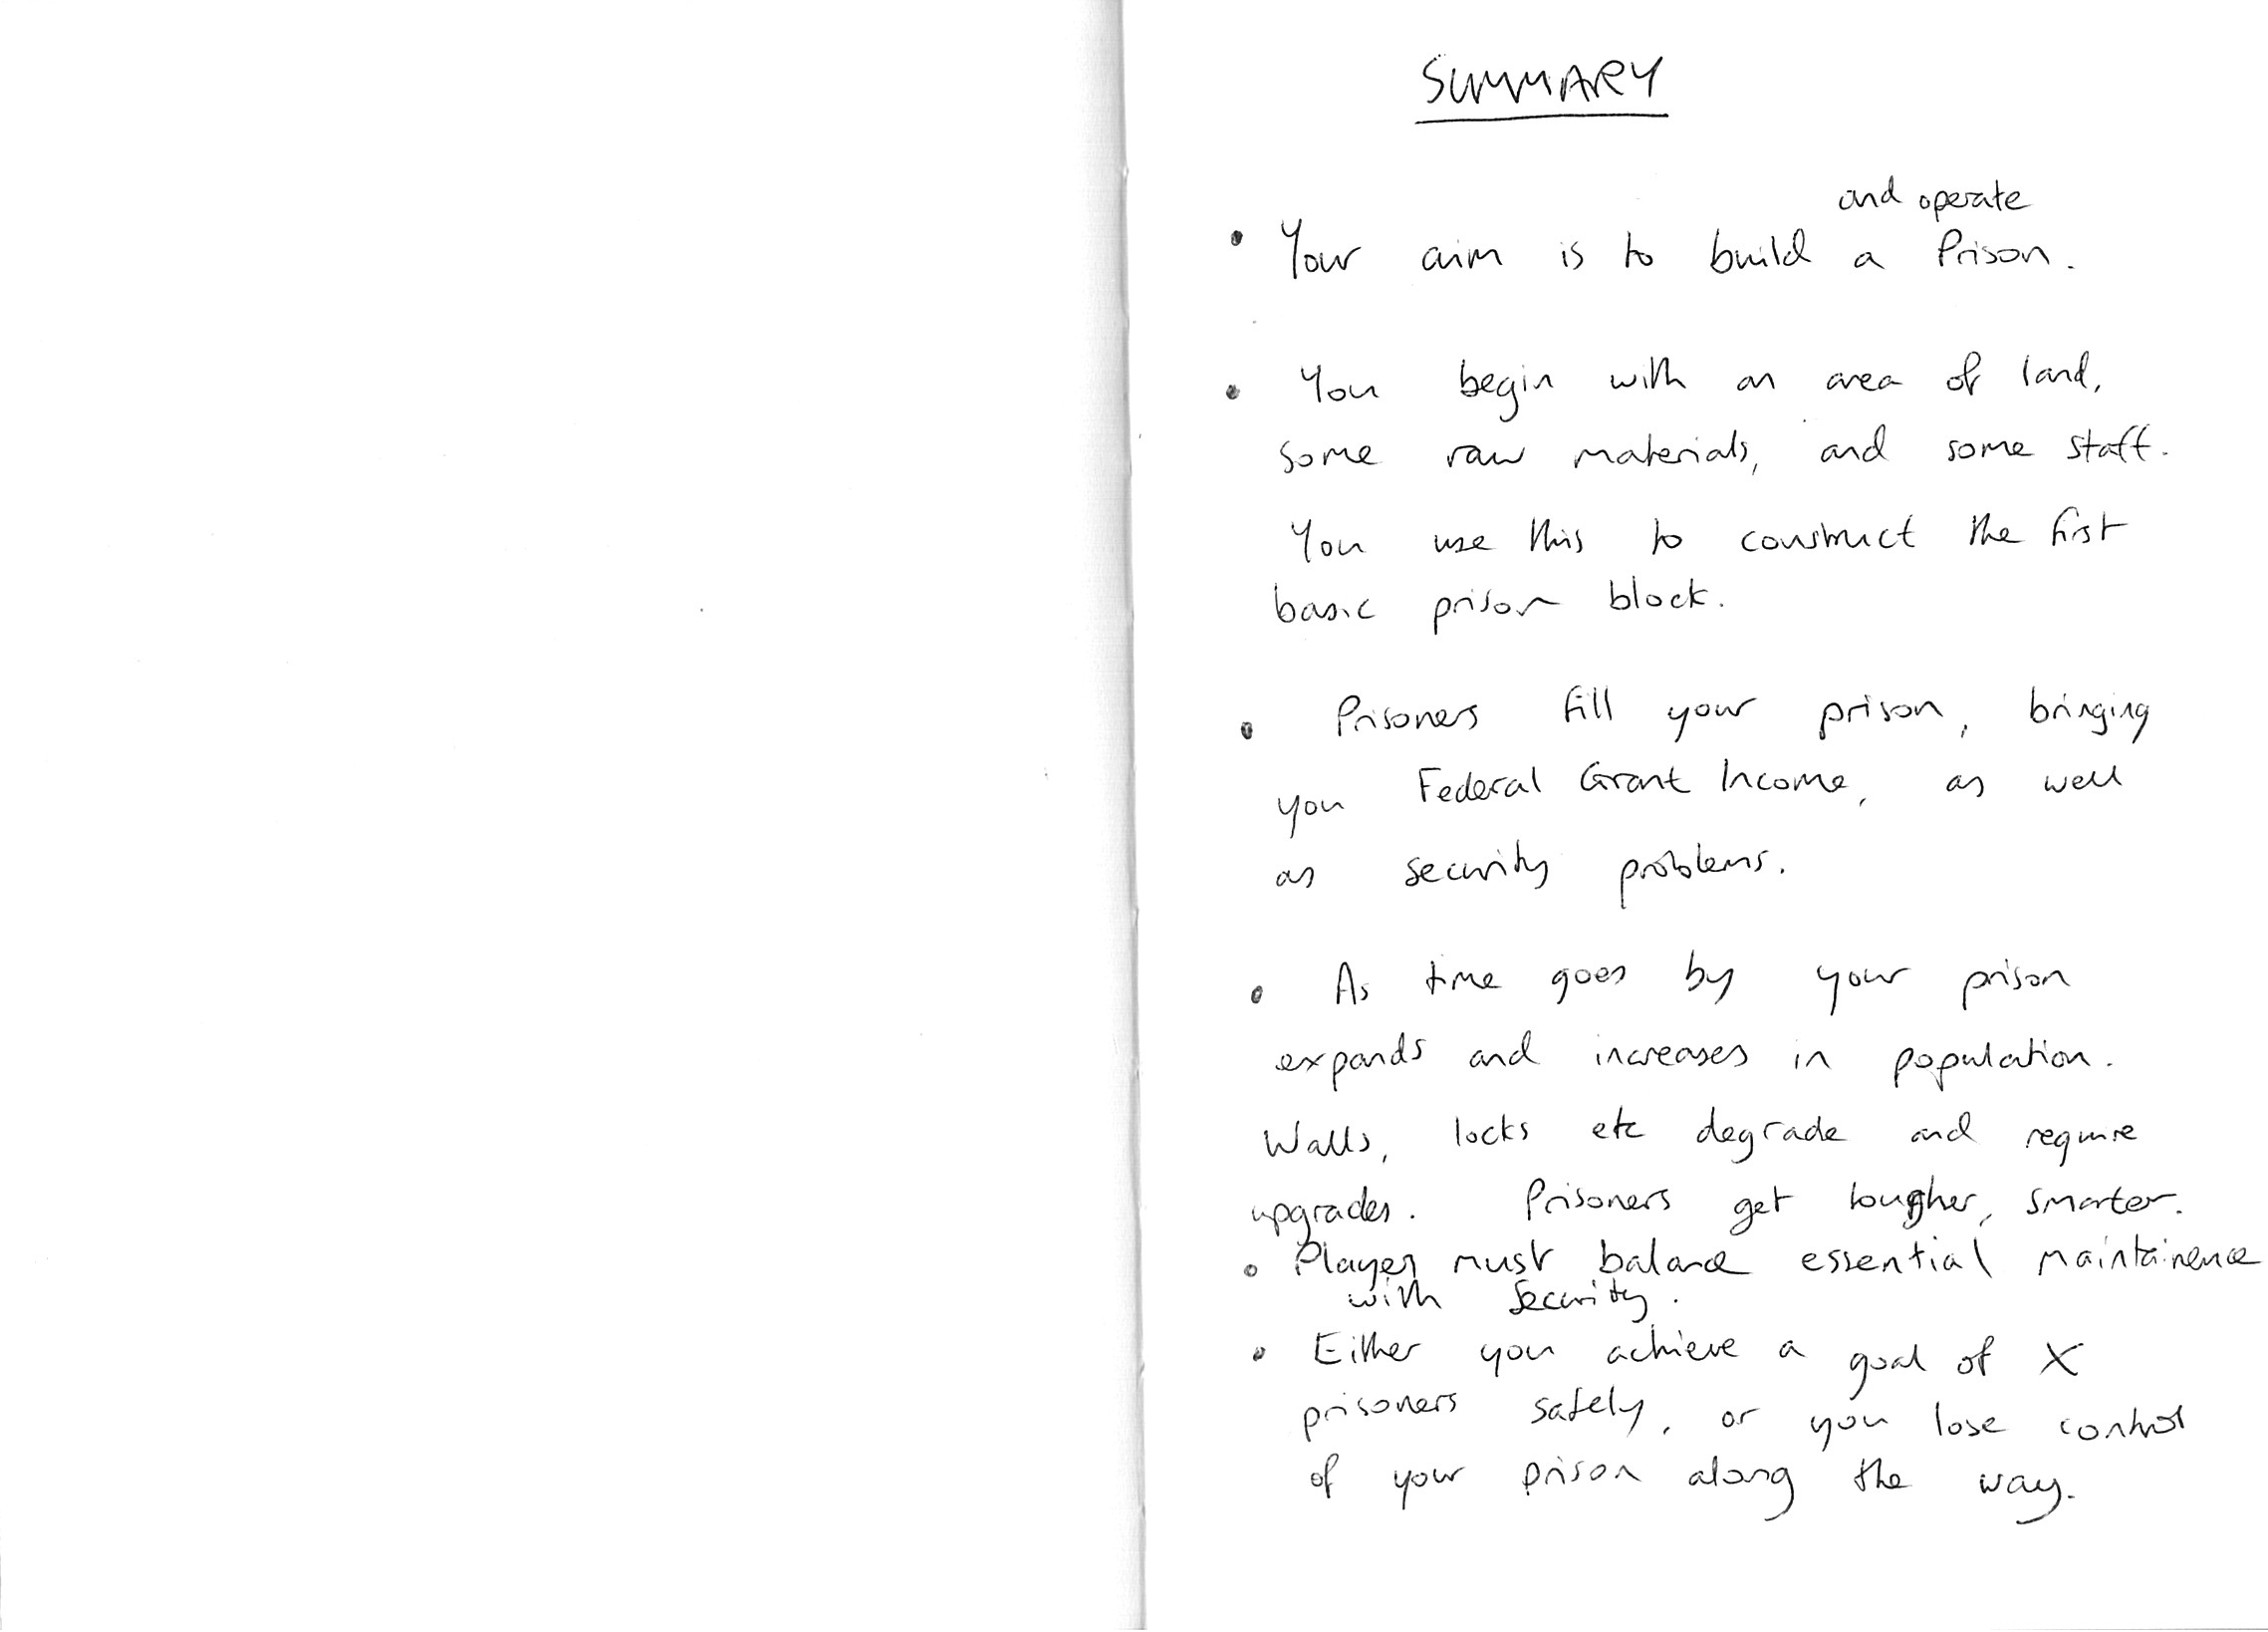 SUMMARY
and operate
• Your aim is to build a Prison.
• You begin with an area of land,
some raw materials, and some staff.
You use this to construct the first
basic prison block.
• Prisoners fill your prison, bringing
you Federal Grant Income, as well
as security problems.
• As time goes by your prison
expands and increases in population.
Walls, locks etc degrade and require
upgrades. Prisoners get tougher, smarter.
• Player must balance essential maintainence
with security.
• Either you achieve a goal of X
prisoners safely, or you lose control
of your prison along the way.